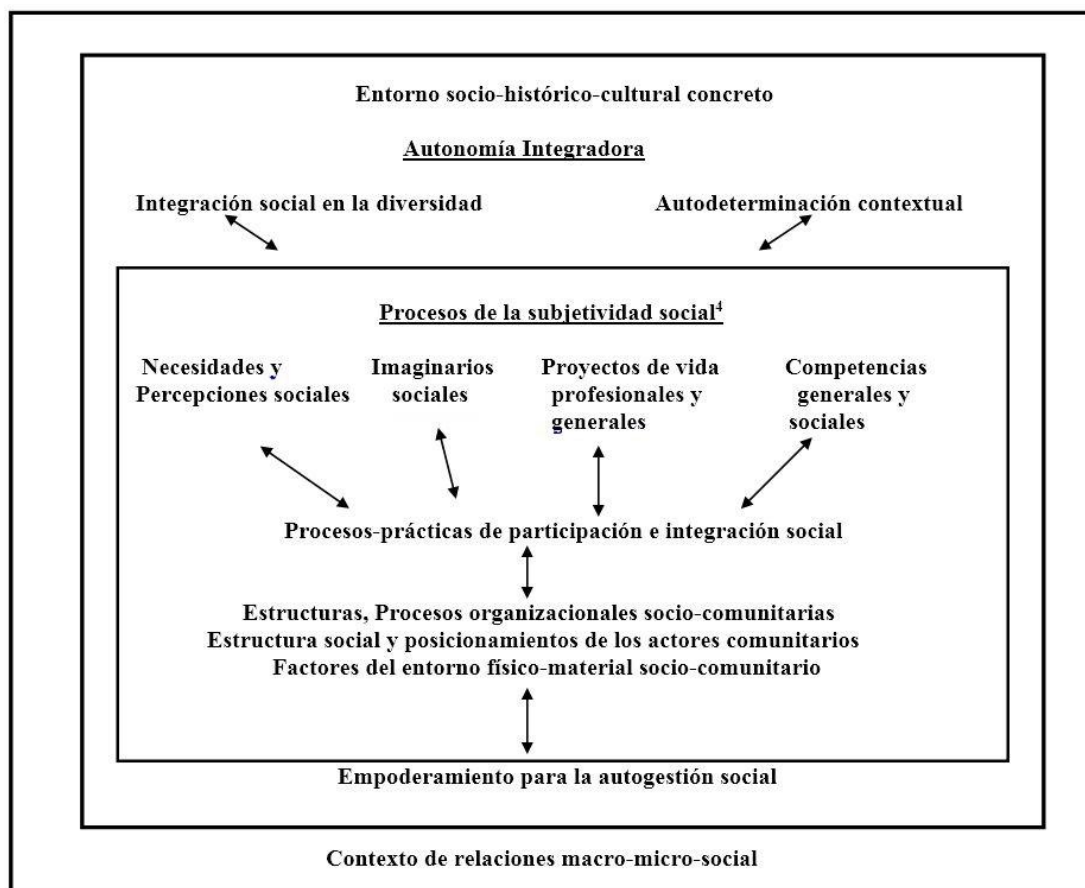 Entorno socio-histórico-cultural concreto
Autonomía Integradora
Integración social en la diversidad
Autodeterminación contextual
Procesos de la subjetividad social⁴
Necesidades y
Percepciones sociales
Imaginarios
sociales
Proyectos de vida
profesionales y
generales
Competencias
generales y
sociales
Procesos-prácticas de participación e integración social
Estructuras, Procesos organizacionales socio-comunitarias
Estructura social y posicionamientos de los actores comunitarios
Factores del entorno físico-material socio-comunitario
Empoderamiento para la autogestión social
Contexto de relaciones macro-micro-social